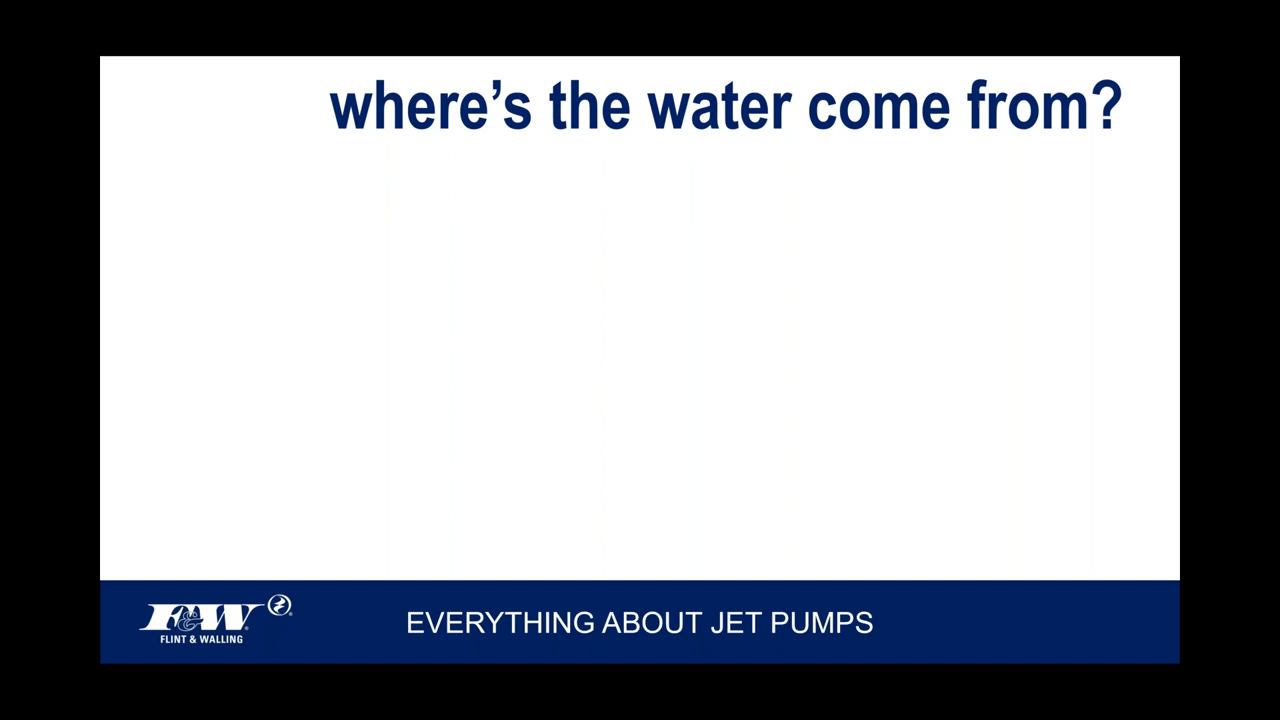 where's the water come from?
F&W
FLINT & WALLING
EVERYTHING ABOUT JET PUMPS